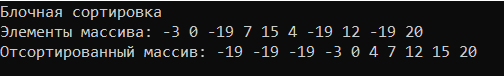 Блочная сортировка
Элементы массива: -3 0 -19 7 15 4 -19 12 -19 20
Отсортированный массив: -19 -19 -19 -3 0 4 7 12 15 20